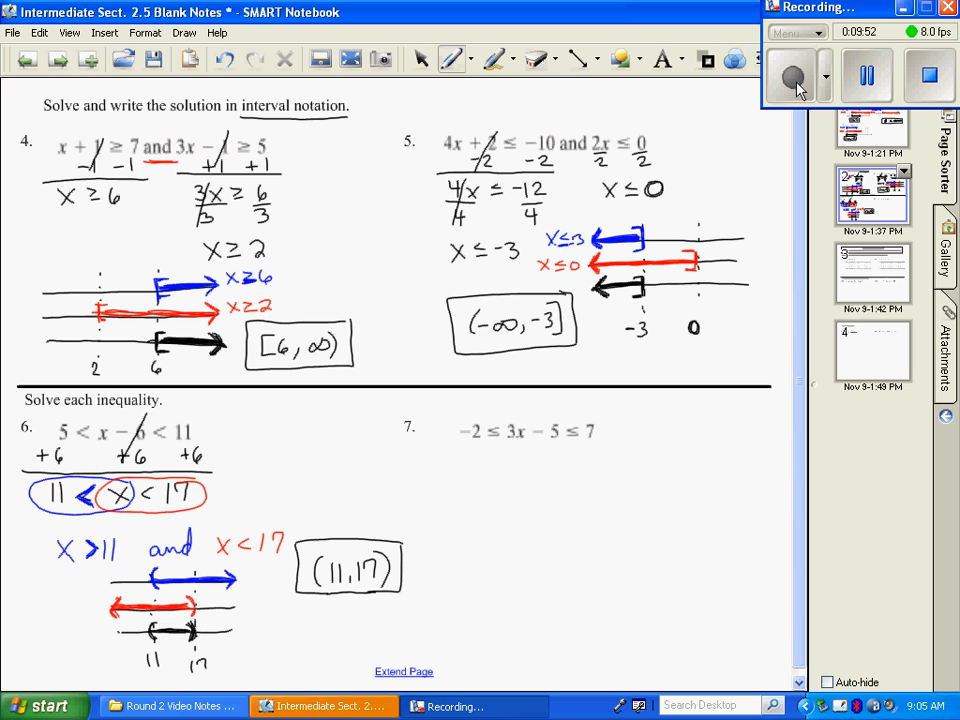 Intermediate Sect. 2.5 Blank Notes * - SMART Notebook
Recording...
File Edit View Insert Format Draw Help
Menu
0:09:52
8.0 fps
Solve and write the solution in interval notation.
4. x + 1 ≥ 7 and 3x − 1 ≥ 5
−1 −1 +1 +1
x ≥ 6
3x ≥ 6
3 3
x ≥ 2
x ≥ 6
x ≥ 2
[6, ∞)
2 6
5. 4x + 2 ≤ −10 and 2x ≤ 0
−2 −2 2 2
4x ≤ −12
4 4
x ≤ 0
x ≤ −3
x≤-3
x≤0
(-∞, -3]
-3 0
Solve each inequality.
6. 5 < x − 6 < 11
+6 +6 +6
11 < x < 17
x > 11 and x < 17
(11, 17)
11 17
7. −2 ≤ 3x − 5 ≤ 7
Extend Page
Nov 9-1:21 PM
2
Nov 9-1:37 PM
3
Nov 9-1:42 PM
4
Nov 9-1:49 PM
Page Sorter
Gallery
Attachments
Auto-hide
start
Round 2 Video Notes ...
Intermediate Sect. 2....
Recording...
Search Desktop
9:05 AM